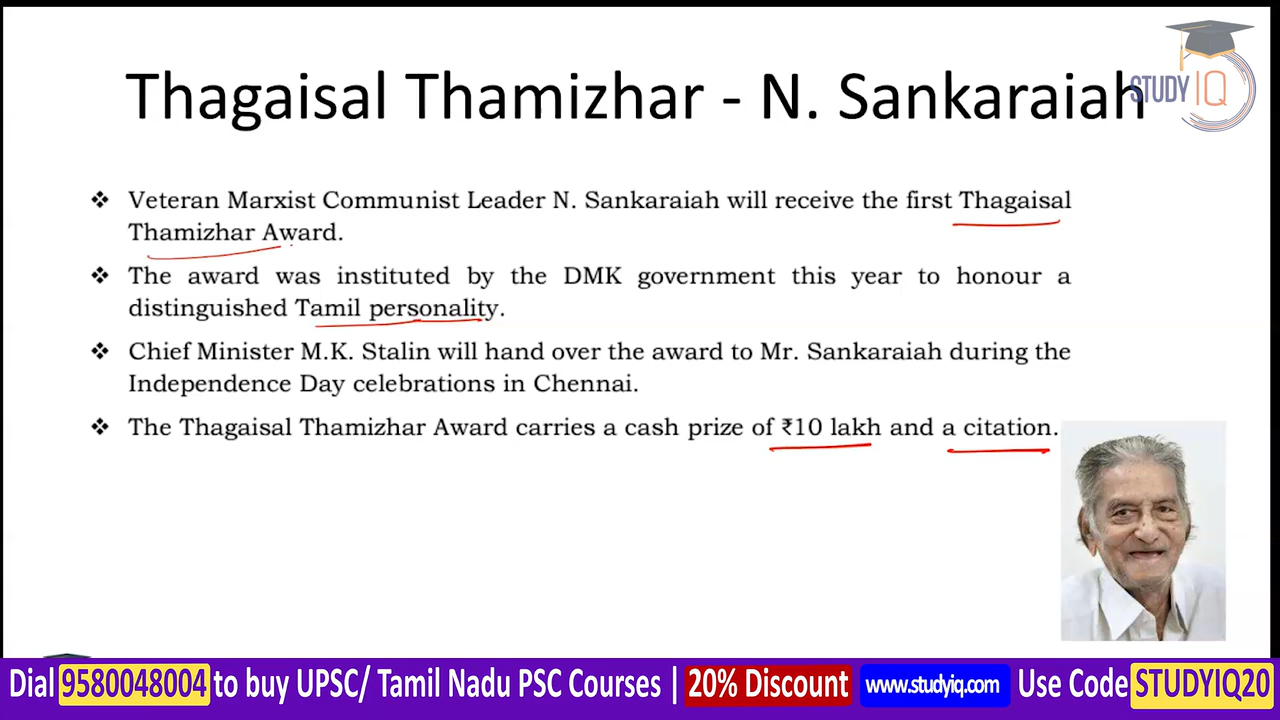 Thagaisal Thamizhar - N. Sankaraiah
STUDY IQ
❖ Veteran Marxist Communist Leader N. Sankaraiah will receive the first Thagaisal
Thamizhar Award.
❖ The award was instituted by the DMK government this year to honour a
distinguished Tamil personality.
❖ Chief Minister M.K. Stalin will hand over the award to Mr. Sankaraiah during the
Independence Day celebrations in Chennai.
❖ The Thagaisal Thamizhar Award carries a cash prize of ₹10 lakh and a citation.
Dial 9580048004 to buy UPSC/ Tamil Nadu PSC Courses | 20% Discount www.studyiq.com Use Code STUDYIQ20